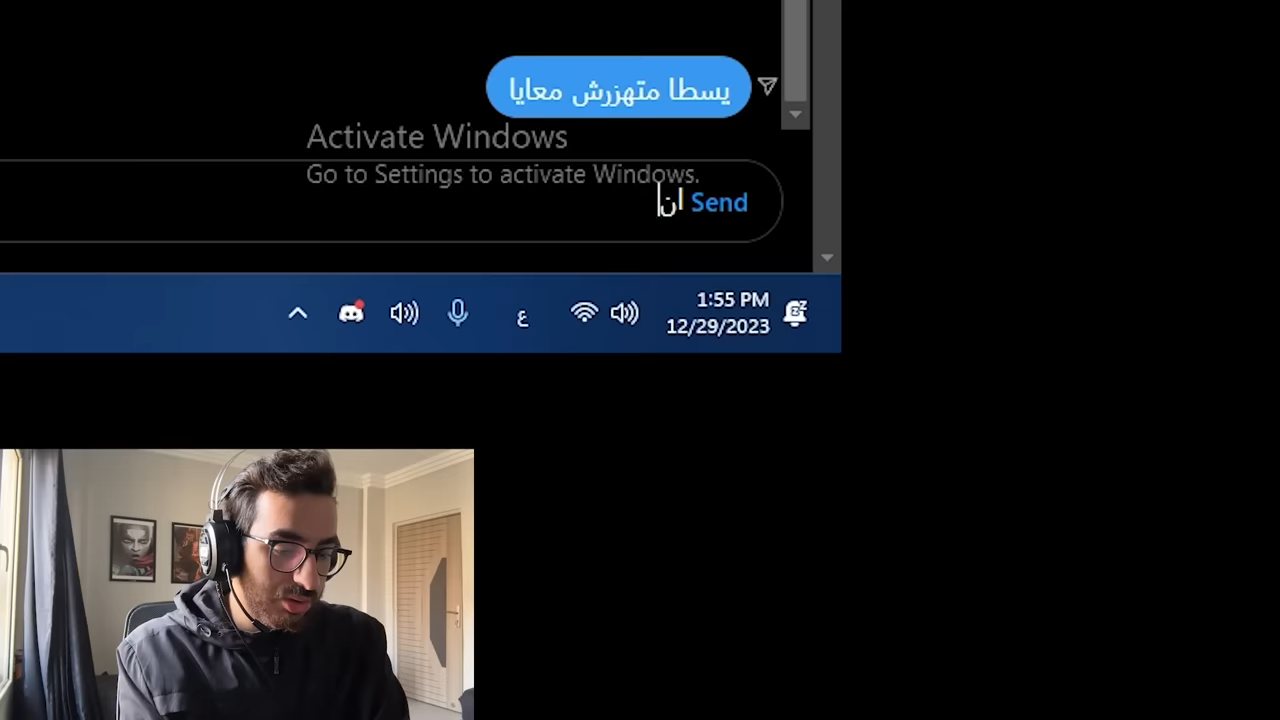 يسطا متهزرش معايا
Activate Windows
Go to Settings to activate Windows.
ان
Send
ع
1:55 PM
12/29/2023